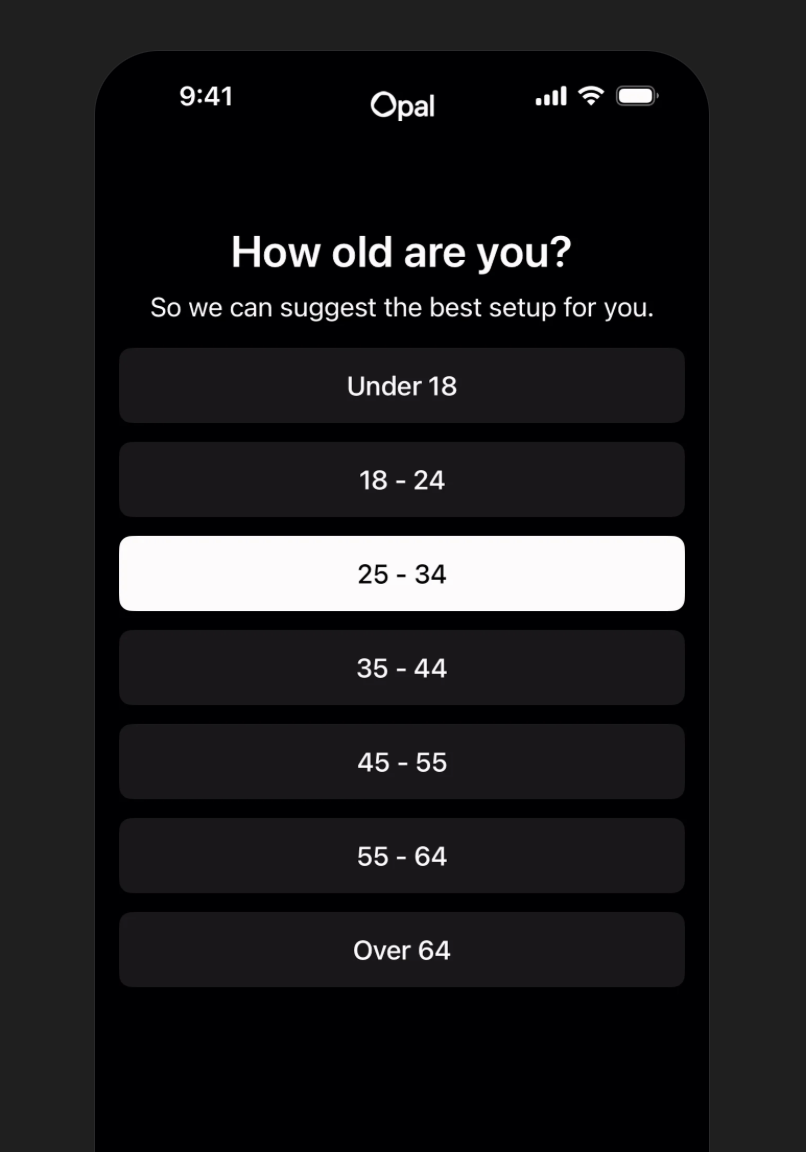 9:41
Opal
How old are you?
So we can suggest the best setup for you.
Under 18
18 - 24
25 - 34
35 - 44
45 - 55
55 - 64
Over 64